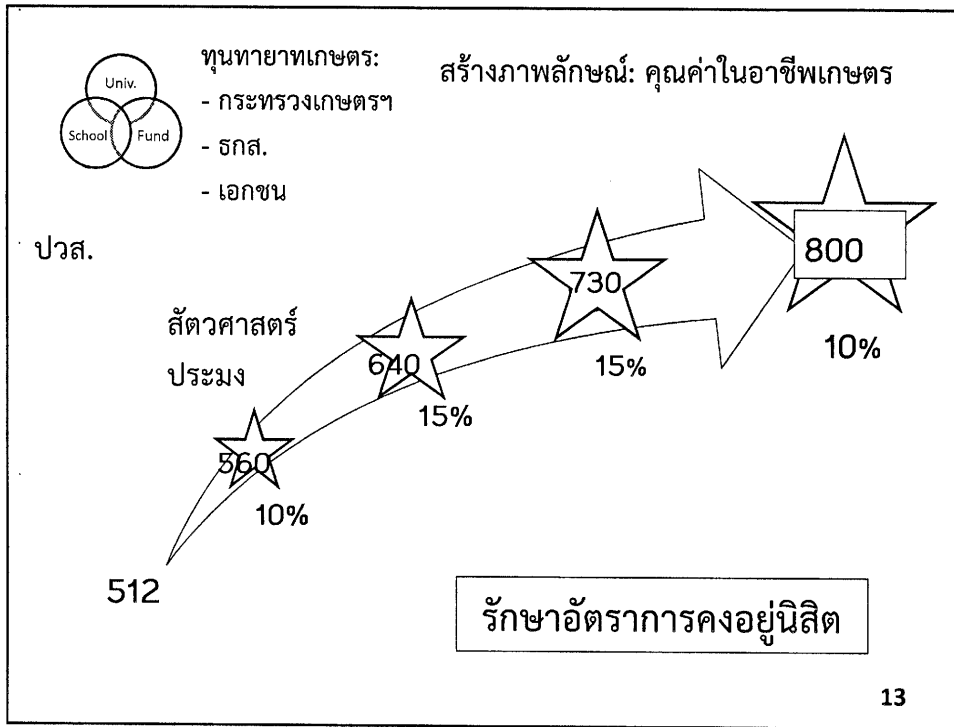 Univ.
School
Fund
ทุนทายาทเกษตร:
- กระทรวงเกษตรฯ
- ธกส.
- เอกชน
สร้างภาพลักษณ์: คุณค่าในอาชีพเกษตร
ปวส.
สัตวศาสตร์
ประมง
512
560
10%
640
15%
730
15%
800
10%
รักษาอัตราการคงอยู่นิสิต
13